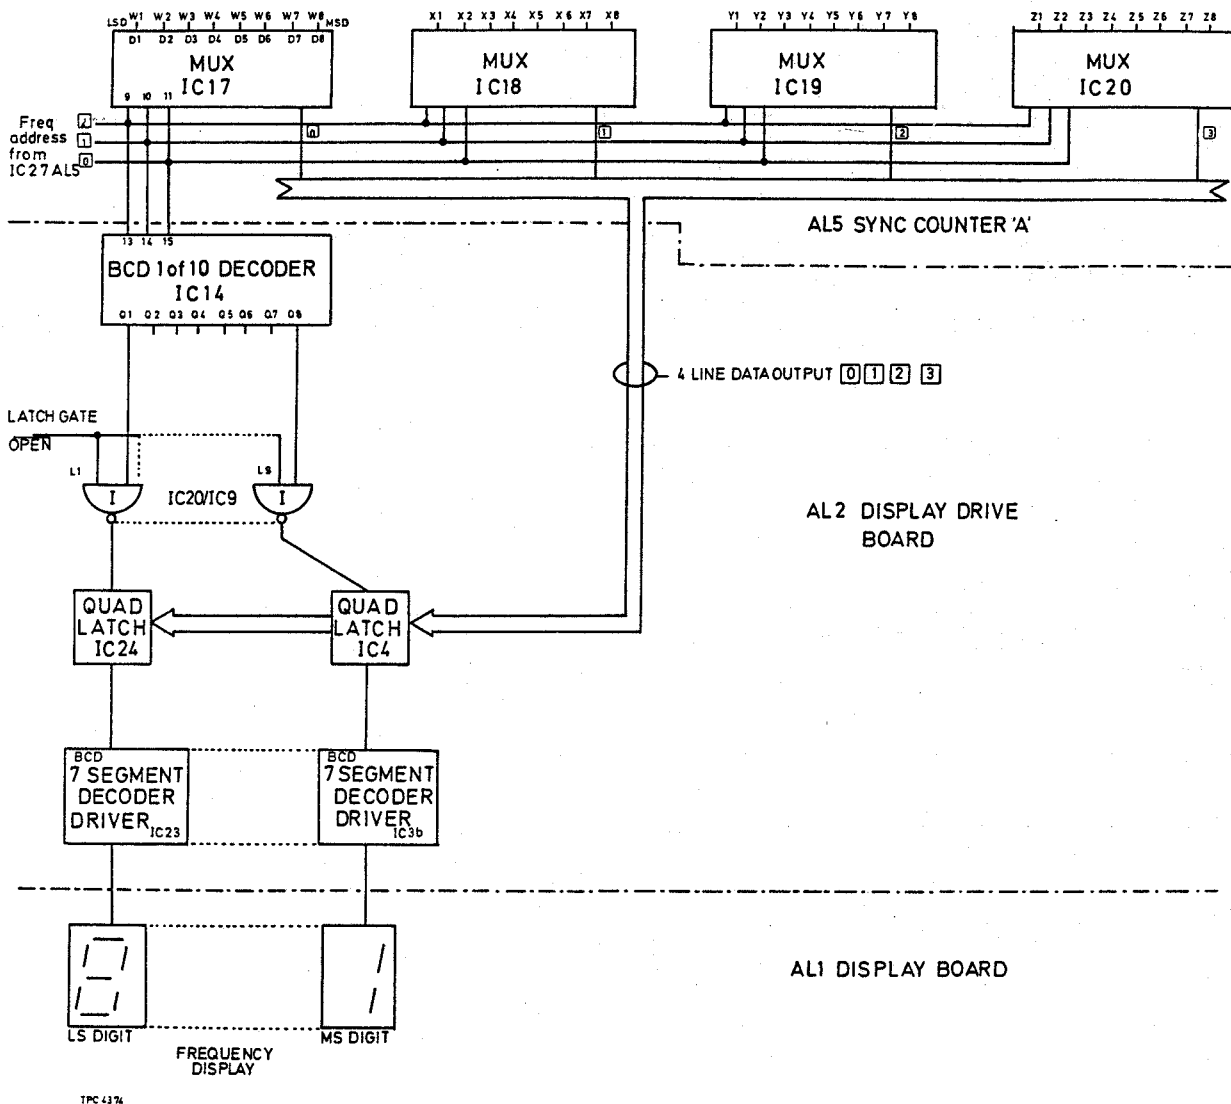 LSD W1 W2 W3 W4 W5 W6 W7 W8 MSD
X1 X2 X3 X4 X5 X6 X7 X8
Y1 Y2 Y3 Y4 Y5 Y6 Y7 Y8
Z1 Z2 Z3 Z4 Z5 Z6 Z7 Z8
D1 D2 D3 D4 D5 D6 D7 D8
MUX
IC17
MUX
IC18
MUX
IC19
MUX
IC20
9 10 11
Freq
address
from
IC27 AL5
2
1
0
0
1
2
3
AL5 SYNC COUNTER 'A'
13 14 15
BCD 1 of 10 DECODER
IC14
Q1 Q2 Q3 Q4 Q5 Q6 Q7 Q8
4 LINE DATA OUTPUT 0 1 2 3
LATCH GATE
OPEN
L1
I
IC20/IC9
L8
I
AL2 DISPLAY DRIVE
BOARD
QUAD
LATCH
IC24
QUAD
LATCH
IC4
BCD
7 SEGMENT
DECODER
DRIVER IC23
BCD
7 SEGMENT
DECODER
DRIVER
IC3b
8
1
AL1 DISPLAY BOARD
LS DIGIT
MS DIGIT
FREQUENCY
DISPLAY
TPC 4374